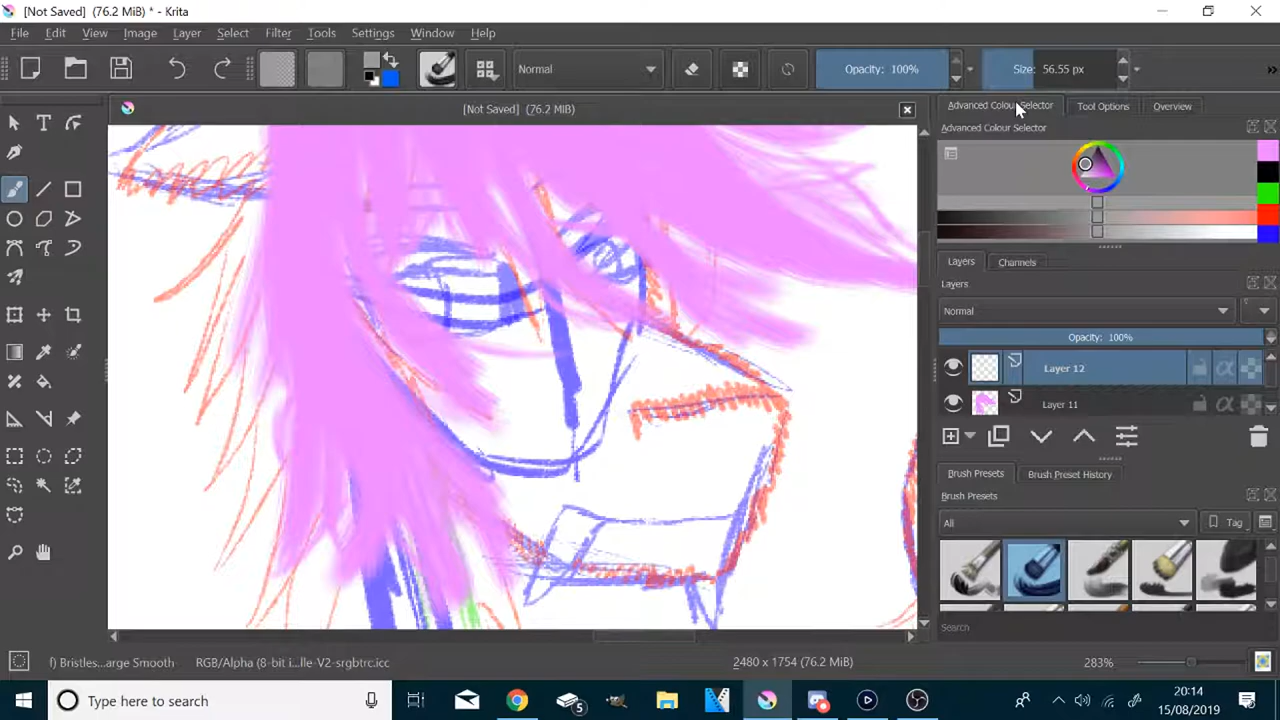 [Not Saved] (76.2 MiB) * - Krita
File Edit View Image Layer Select Filter Tools Settings Window Help
Normal Opacity: 100% Size: 56.55 px »
[Not Saved] (76.2 MiB)
Advanced Colour Selector Tool Options Overview
Advanced Colour Selector
Layers Channels
Layers
Normal
Opacity: 100%
Layer 12
Layer 11
Brush Presets Brush Preset History
Brush Presets
All Tag
Search
f) Bristles...arge Smooth RGB/Alpha (8-bit i...lle-V2-srgbtrc.icc 2480 x 1754 (76.2 MiB) 283%
Type here to search 5 20:14
15/08/2019